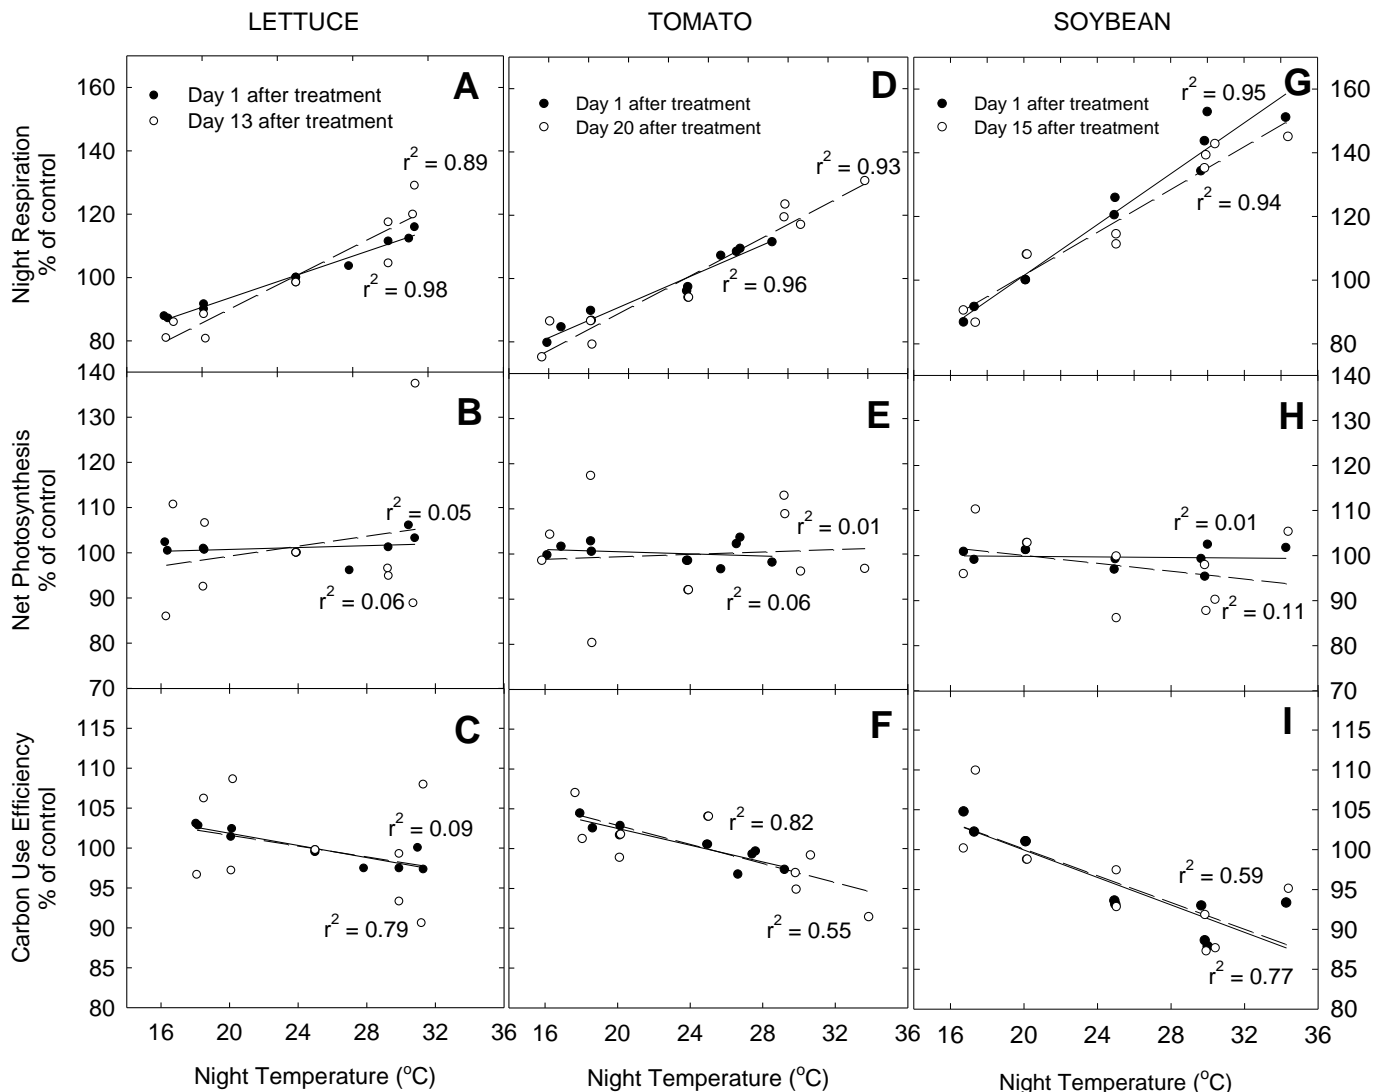 LETTUCE TOMATO SOYBEAN
Night Respiration
% of control
160
140
120
100
80
A
Day 1 after treatment
Day 13 after treatment
r² = 0.89
r² = 0.98
D
Day 1 after treatment
Day 20 after treatment
r² = 0.93
r² = 0.96
G
Day 1 after treatment
Day 15 after treatment
r² = 0.95
r² = 0.94
160
140
120
100
80
Net Photosynthesis
% of control
140
130
120
110
100
90
80
70
B
r² = 0.05
r² = 0.06
E
r² = 0.01
r² = 0.06
H
r² = 0.01
r² = 0.11
140
130
120
110
100
90
80
70
Carbon Use Efficiency
% of control
115
110
105
100
95
90
85
80
C
r² = 0.09
r² = 0.79
F
r² = 0.82
r² = 0.55
I
r² = 0.59
r² = 0.77
115
110
105
100
95
90
85
80
16 20 24 28 32 36 16 20 24 28 32 36 16 20 24 28 32 36
Night Temperature (°C) Night Temperature (°C) Night Temperature (°C)